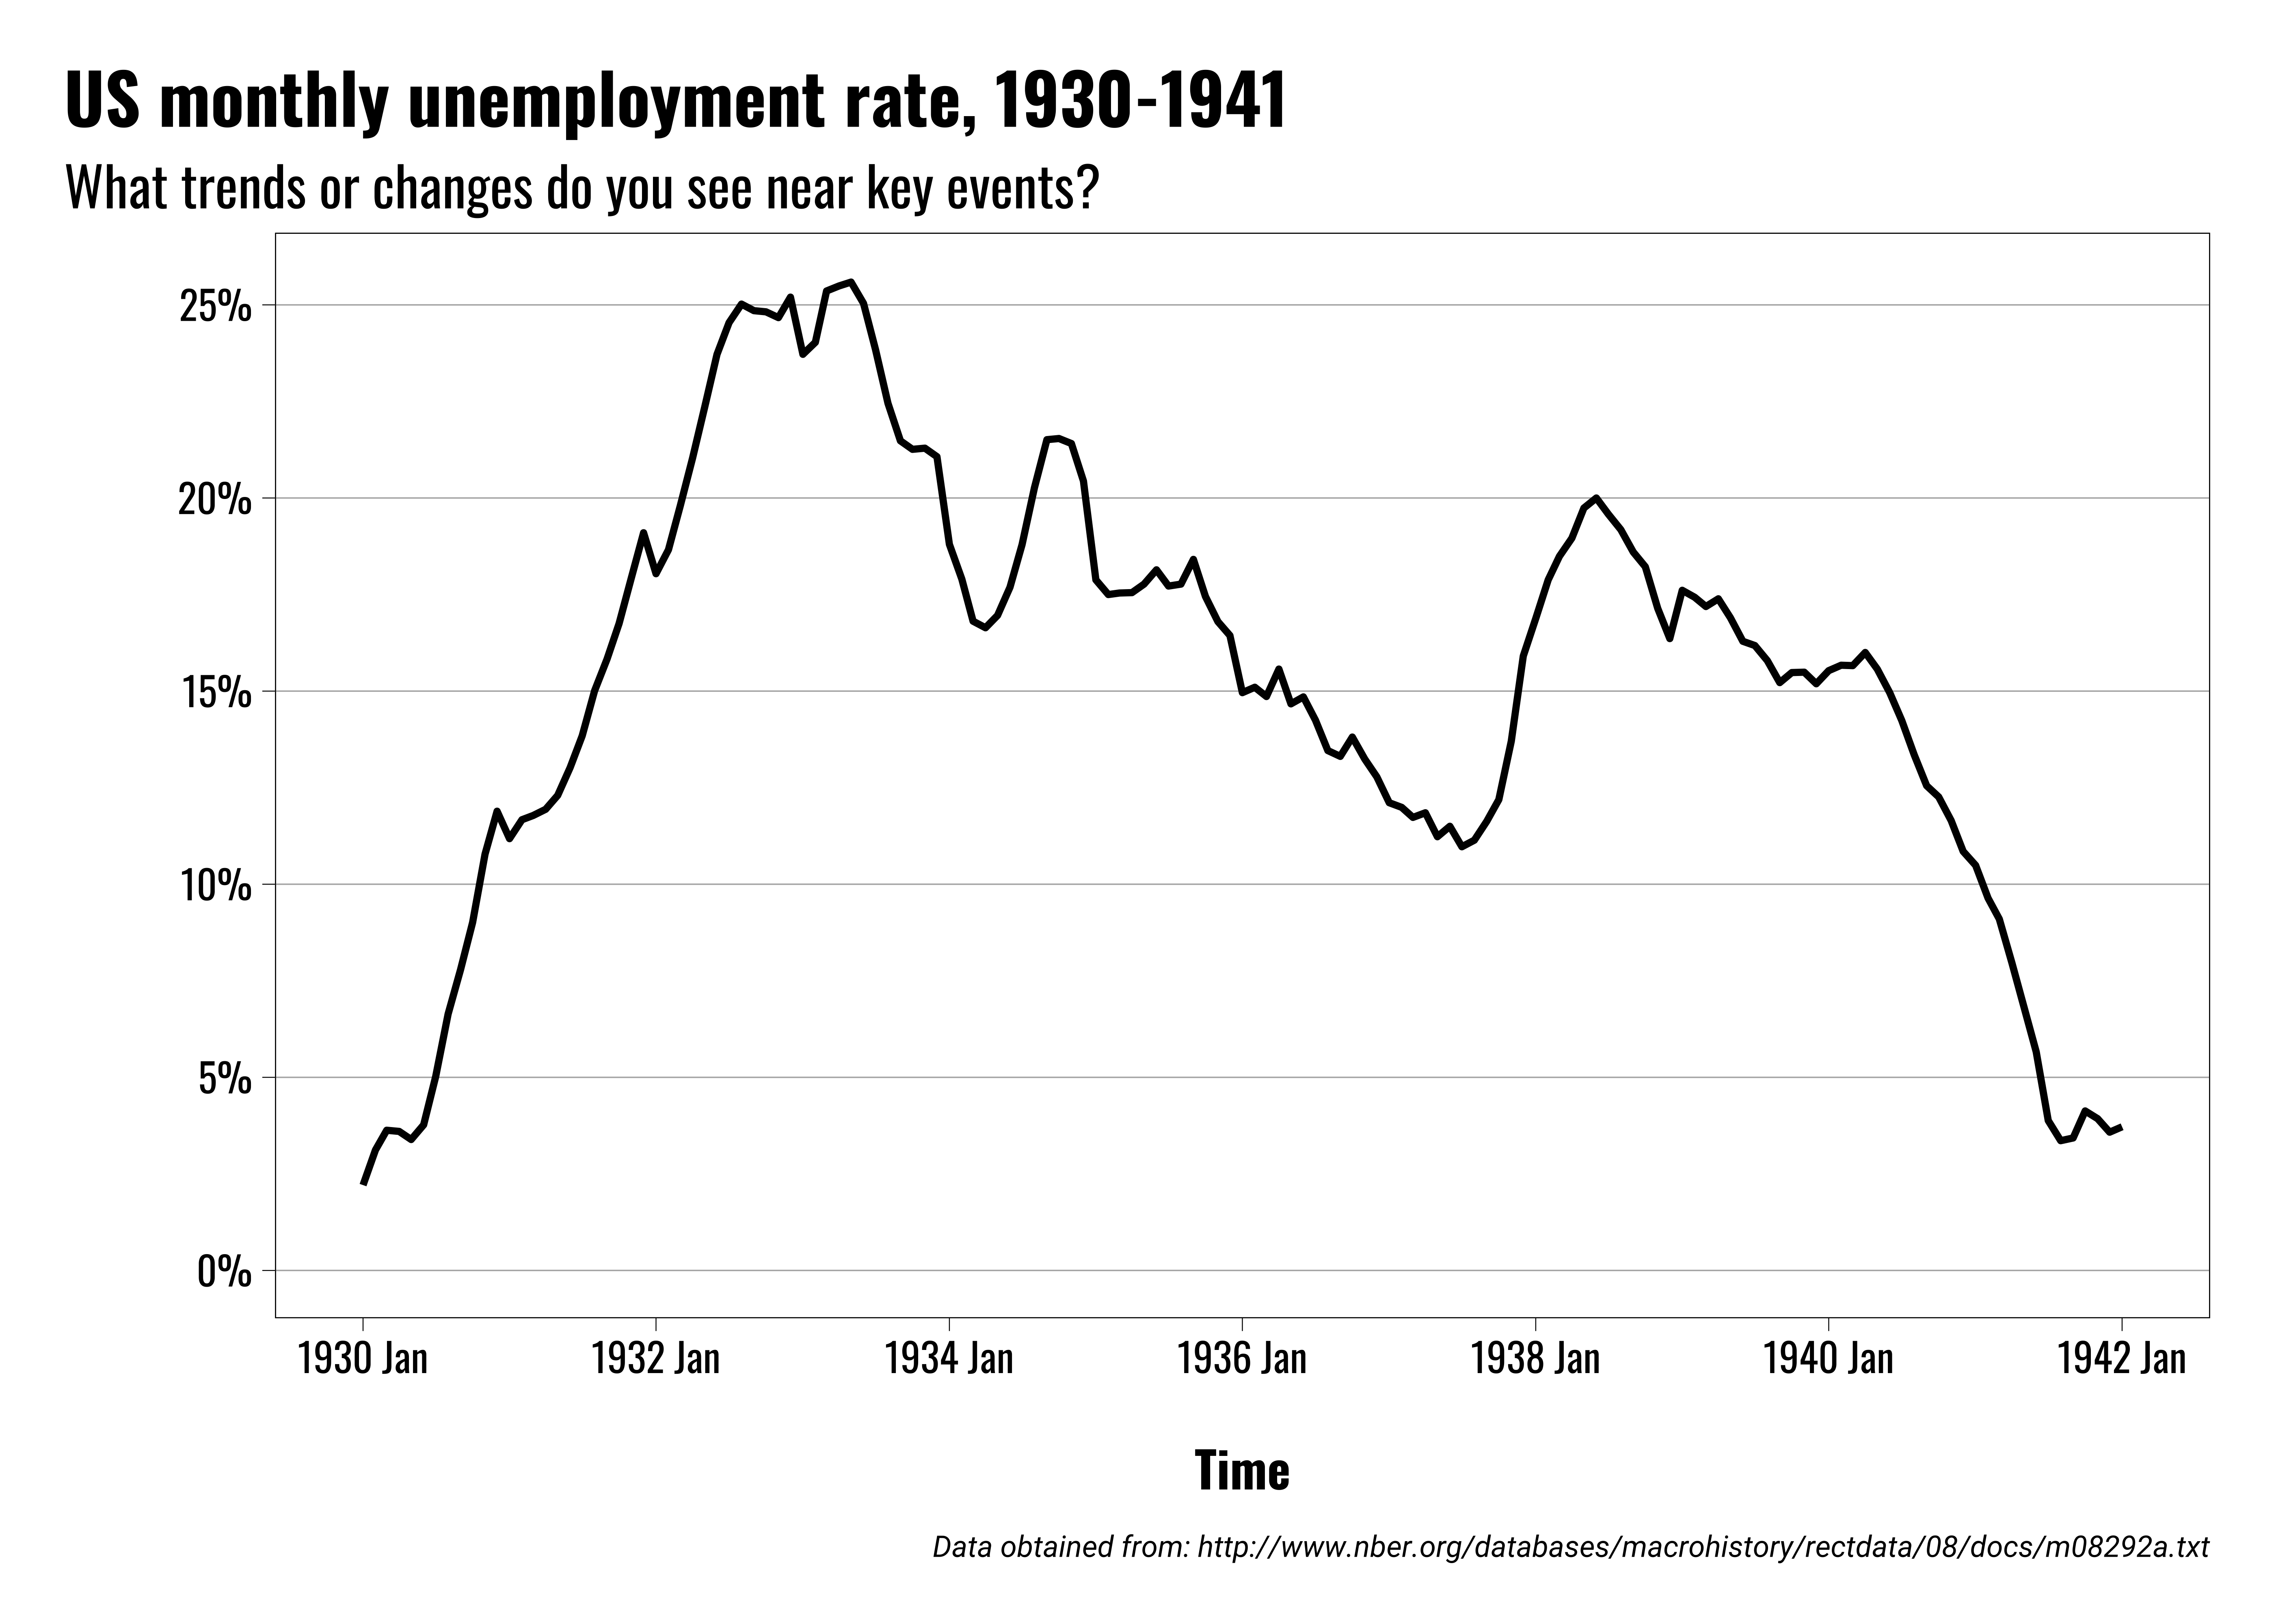 US monthly unemployment rate, 1930-1941
What trends or changes do you see near key events?
25%
20%
15%
10%
5%
0%
1930 Jan 1932 Jan 1934 Jan 1936 Jan 1938 Jan 1940 Jan 1942 Jan
Time
Data obtained from: http://www.nber.org/databases/macrohistory/rectdata/08/docs/m08292a.txt